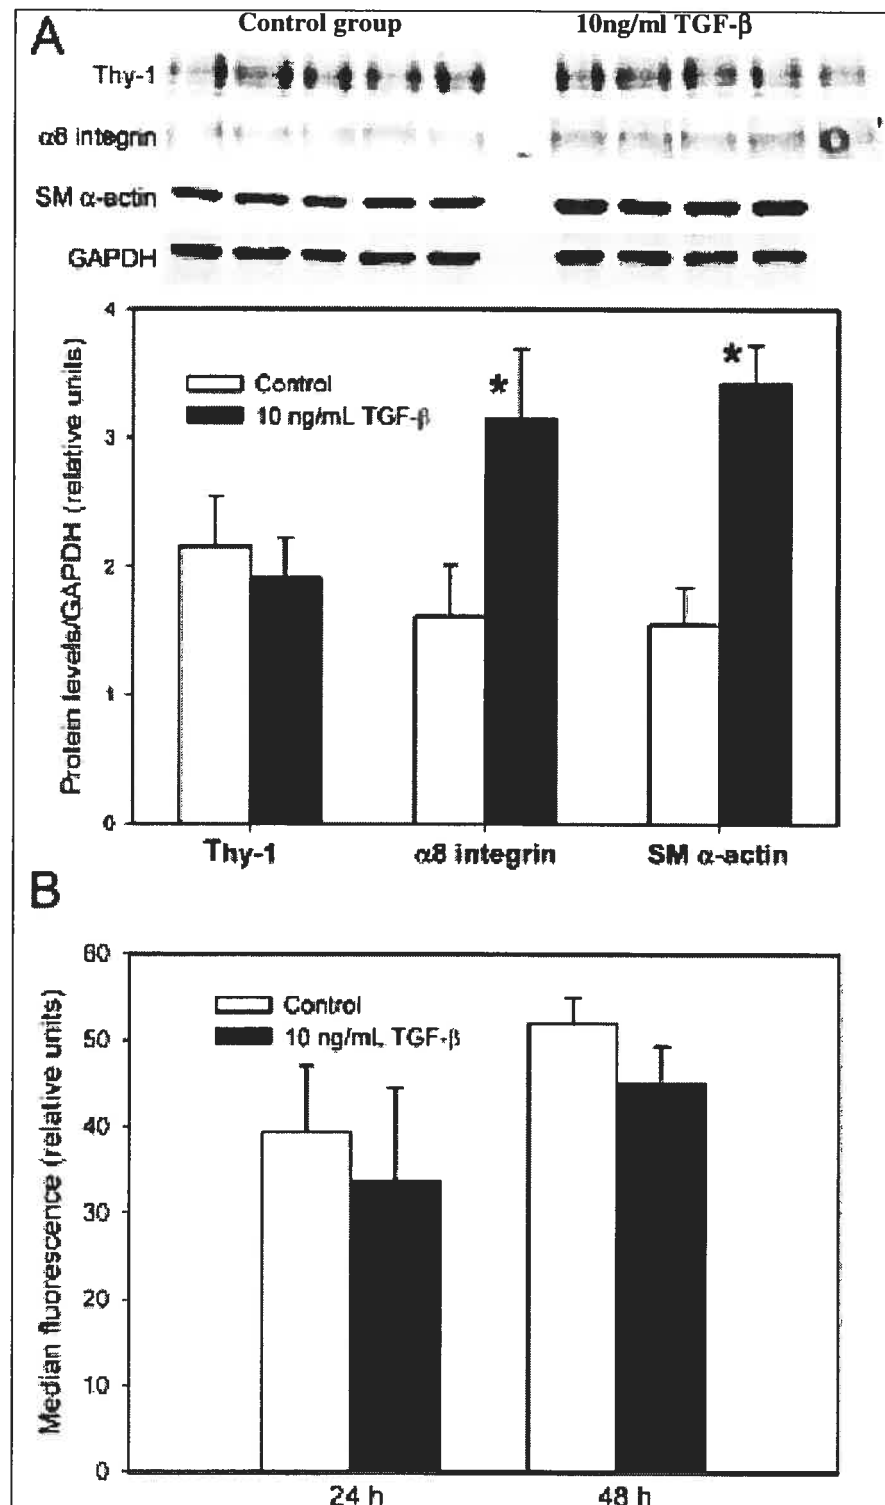 A
Control group 10ng/ml TGF-β
Thy-1
α8 integrin
SM α-actin
GAPDH
4
3
2
1
0
Protein levels/GAPDH (relative units)
Control
10 ng/mL TGF-β
*
*
Thy-1 α8 integrin SM α-actin
B
60
50
40
30
20
10
0
Median fluorescence (relative units)
Control
10 ng/mL TGF-β
24 h 48 h